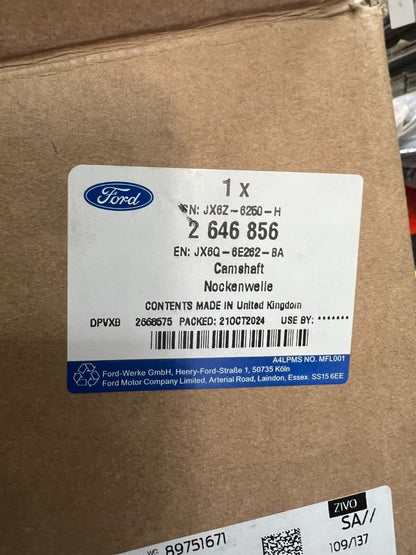 Ford
1 x
SN: JX6Z-6250-H
2 646 856
EN: JX6Q-6E262-BA
Camshaft
Nockenwelle
CONTENTS MADE IN United Kingdom
DPVXB 2668575 PACKED: 21OCT2024 USE BY: *******
A4LPMS NO. MFL001
Ford-Werke GmbH, Henry-Ford-Straße 1, 50735 Köln
Ford Motor Company Limited, Arterial Road, Laindon, Essex. SS15 6EE
ZIVO
SA//
109/137
89751671